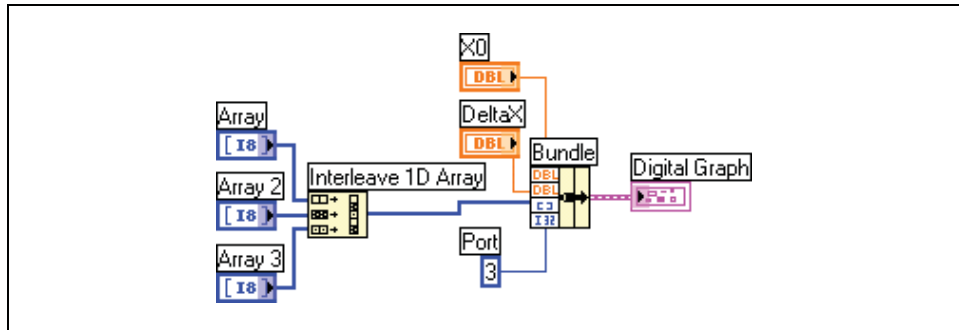 X0
DBL
Array
[I8]
DeltaX
DBL
Bundle
DBL
DBL
[ ]
I32
Digital Graph
Interleave 1D Array
Array 2
[I8]
Port
3
Array 3
[I8]